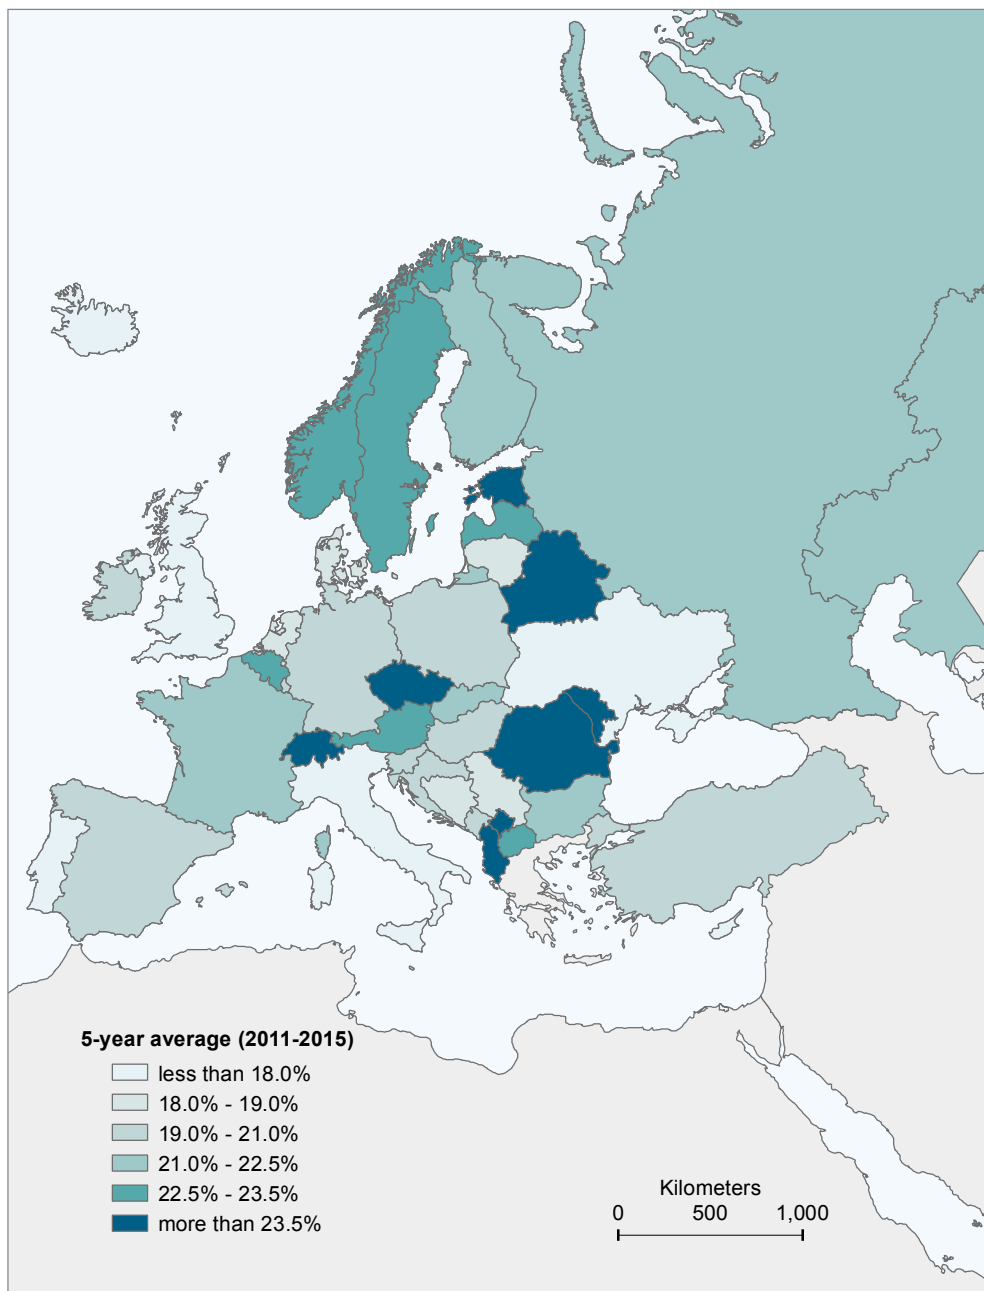 5-year average (2011-2015)
less than 18.0%
18.0% - 19.0%
19.0% - 21.0%
21.0% - 22.5%
22.5% - 23.5%
more than 23.5%
Kilometers
0 500 1,000